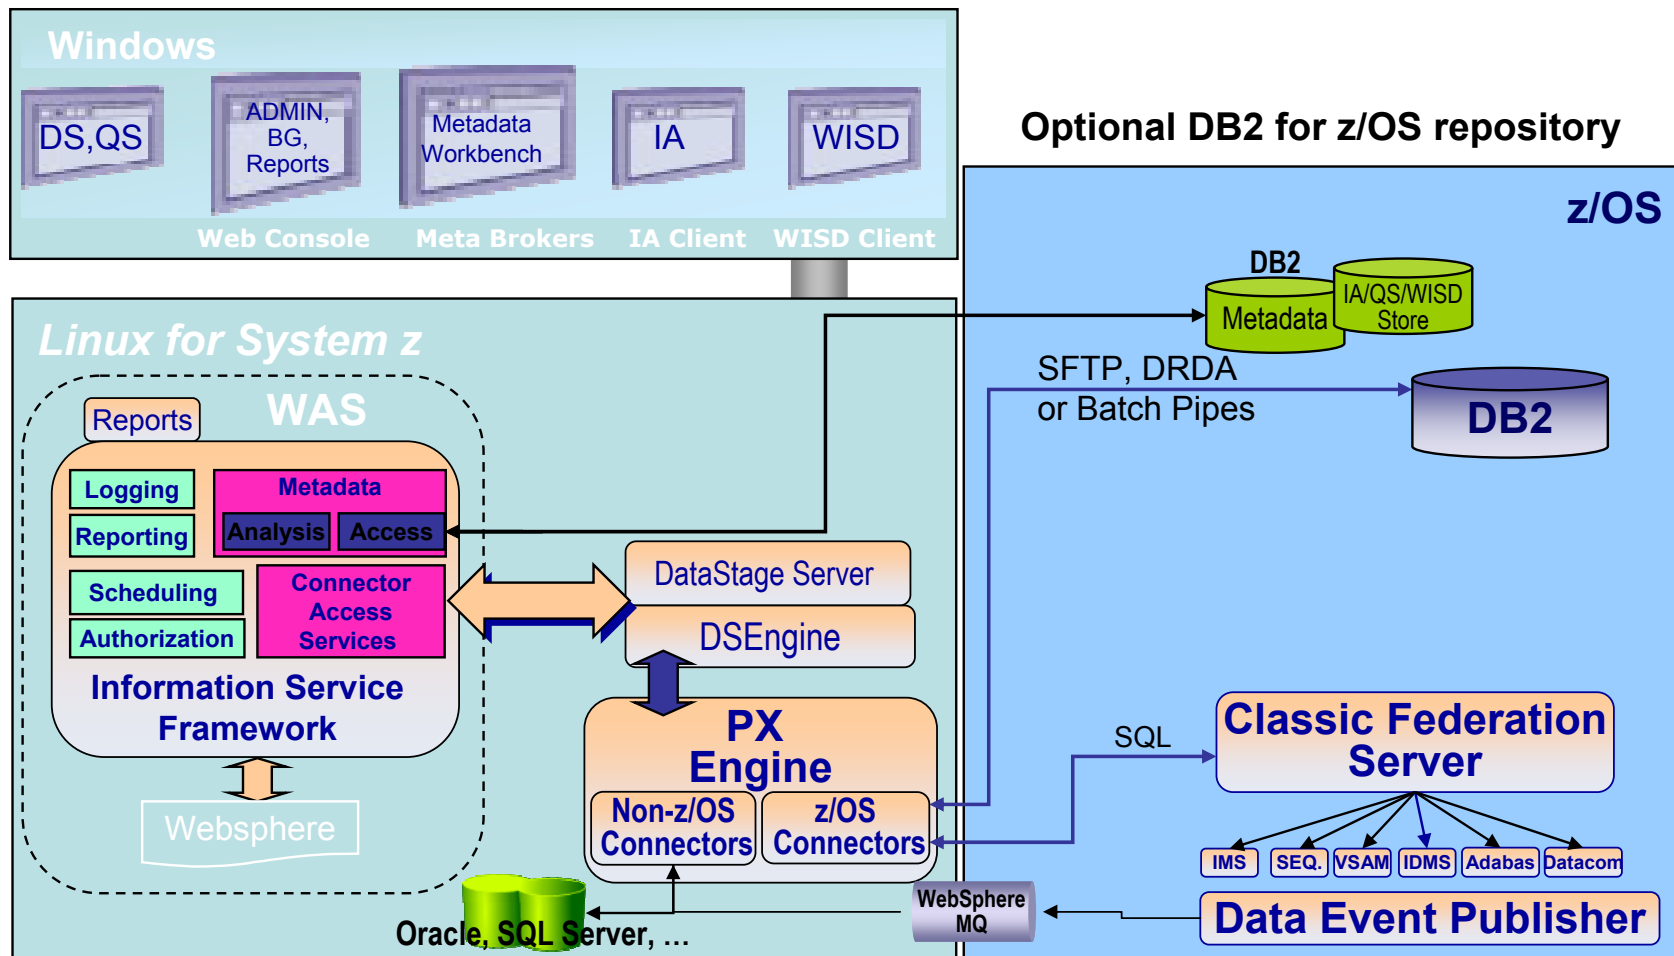 Windows
DS,QS
ADMIN,
BG,
Reports
Metadata
Workbench
IA
WISD
Web Console
Meta Brokers
IA Client
WISD Client
Optional DB2 for z/OS repository
z/OS
DB2
Metadata
IA/QS/WISD
Store
SFTP, DRDA
or Batch Pipes
DB2
Linux for System z
WAS
Reports
Logging
Reporting
Metadata
Analysis
Access
Scheduling
Authorization
Connector
Access
Services
Information Service
Framework
Websphere
DataStage Server
DSEngine
PX
Engine
Non-z/OS
Connectors
z/OS
Connectors
Oracle, SQL Server, …
SQL
Classic Federation
Server
IMS
SEQ.
VSAM
IDMS
Adabas
Datacom
WebSphere
MQ
Data Event Publisher